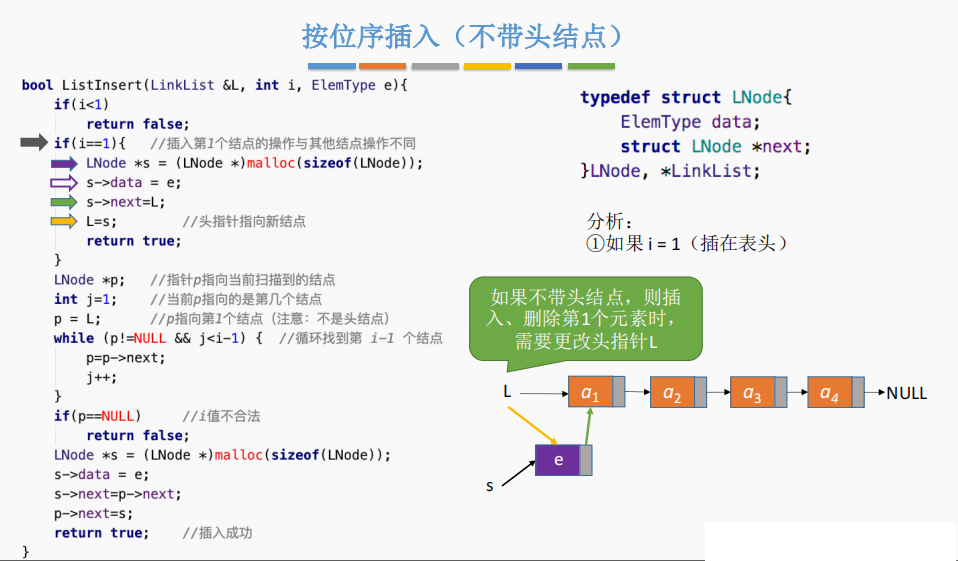 按位序插入（不带头结点）
bool ListInsert(LinkList &L, int i, ElemType e){
if(i<1)
return false;
if(i==1){ //插入第1个结点的操作与其他结点操作不同
LNode *s = (LNode *)malloc(sizeof(LNode));
s->data = e;
s->next=L;
L=s; //头指针指向新结点
return true;
}
LNode *p; //指针p指向当前扫描到的结点
int j=1; //当前p指向的是第几个结点
p = L; //p指向第1个结点（注意：不是头结点）
while (p!=NULL && j<i-1) { //循环找到第 i-1 个结点
p=p->next;
j++;
}
if(p==NULL) //i值不合法
return false;
LNode *s = (LNode *)malloc(sizeof(LNode));
s->data = e;
s->next=p->next;
p->next=s;
return true; //插入成功
}
typedef struct LNode{
ElemType data;
struct LNode *next;
}LNode, *LinkList;
分析：
①如果 i = 1（插在表头）
如果不带头结点，则插
入、删除第1个元素时，
需要更改头指针L
L a1 a2 a3 a4 NULL
e
s